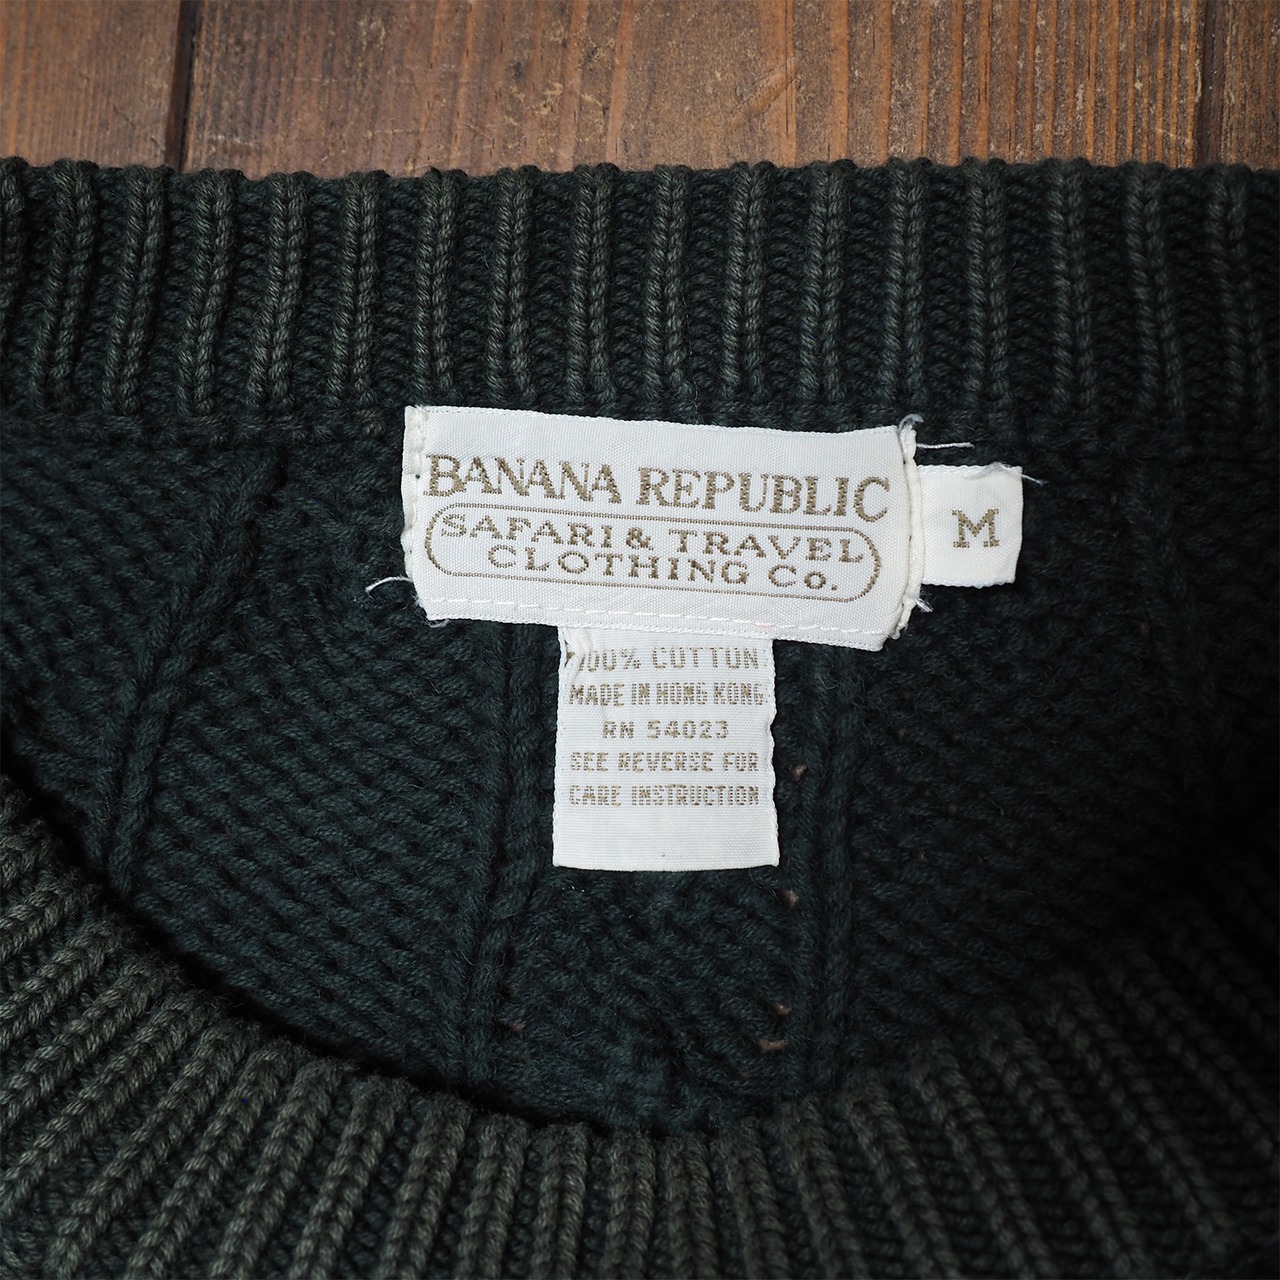 BANANA REPUBLIC
SAFARI & TRAVEL
CLOTHING Co.
M
100% COTTON
MADE IN HONG KONG
RN 54023
SEE REVERSE FOR
CARE INSTRUCTION